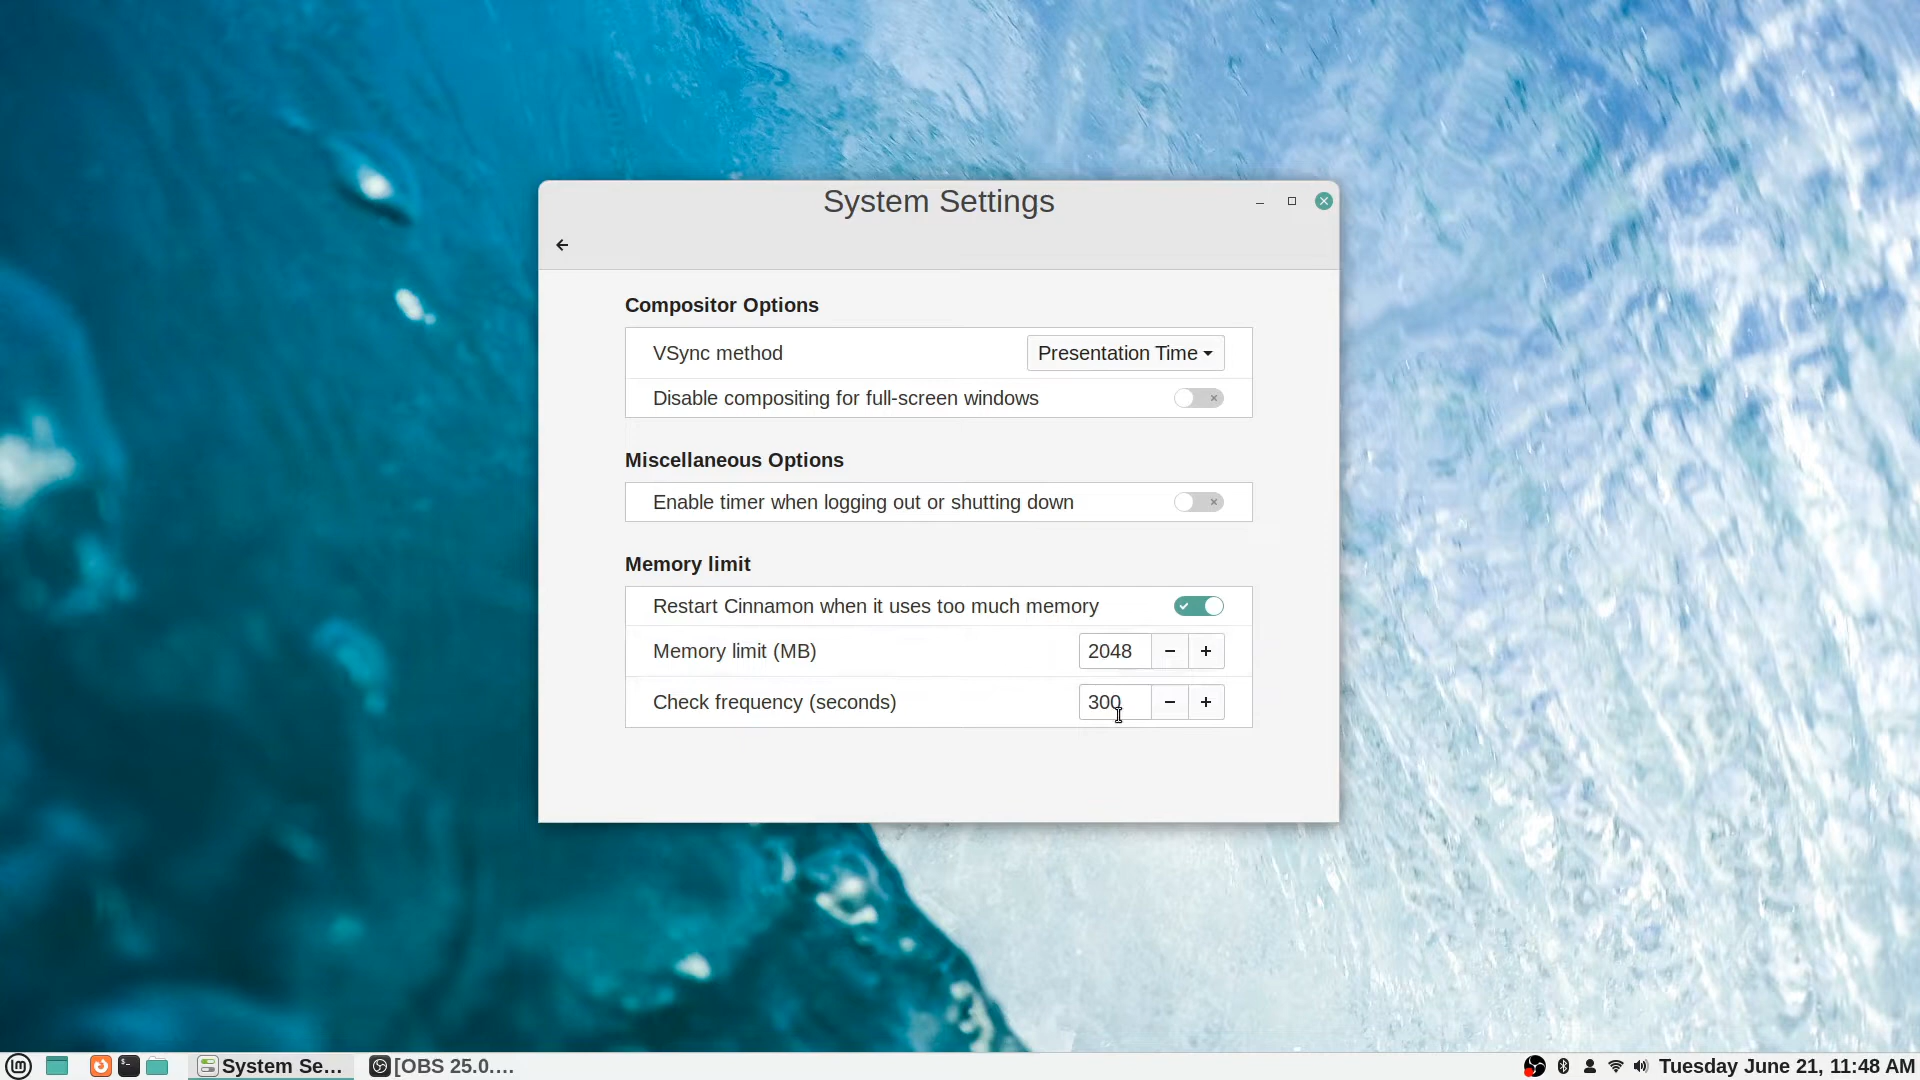 System Settings
Compositor Options
VSync method
Presentation Time
Disable compositing for full-screen windows
Miscellaneous Options
Enable timer when logging out or shutting down
Memory limit
Restart Cinnamon when it uses too much memory
Memory limit (MB)
2048
Check frequency (seconds)
300
System Se...
[OBS 25.0....
Tuesday June 21, 11:48 AM